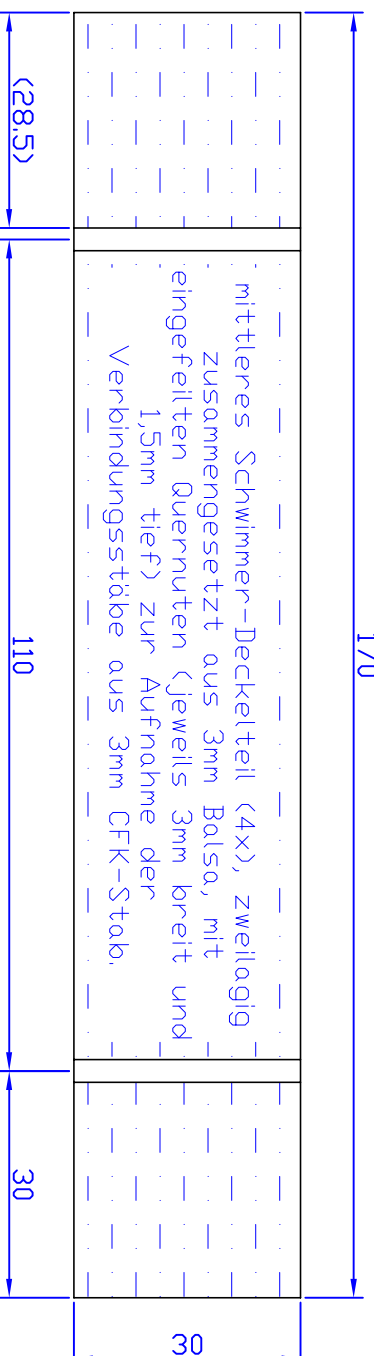 170
mittleres Schwimmer-Deckelteil (4x), zweilagig
zusammengesetzt aus 3mm Balsa, mit
eingefeilten Quernuten (jeweils 3mm breit und
1,5mm tief) zur Aufnahme der
Verbindungsstäbe aus 3mm CFK-Stab.
(28.5)
110
30
30